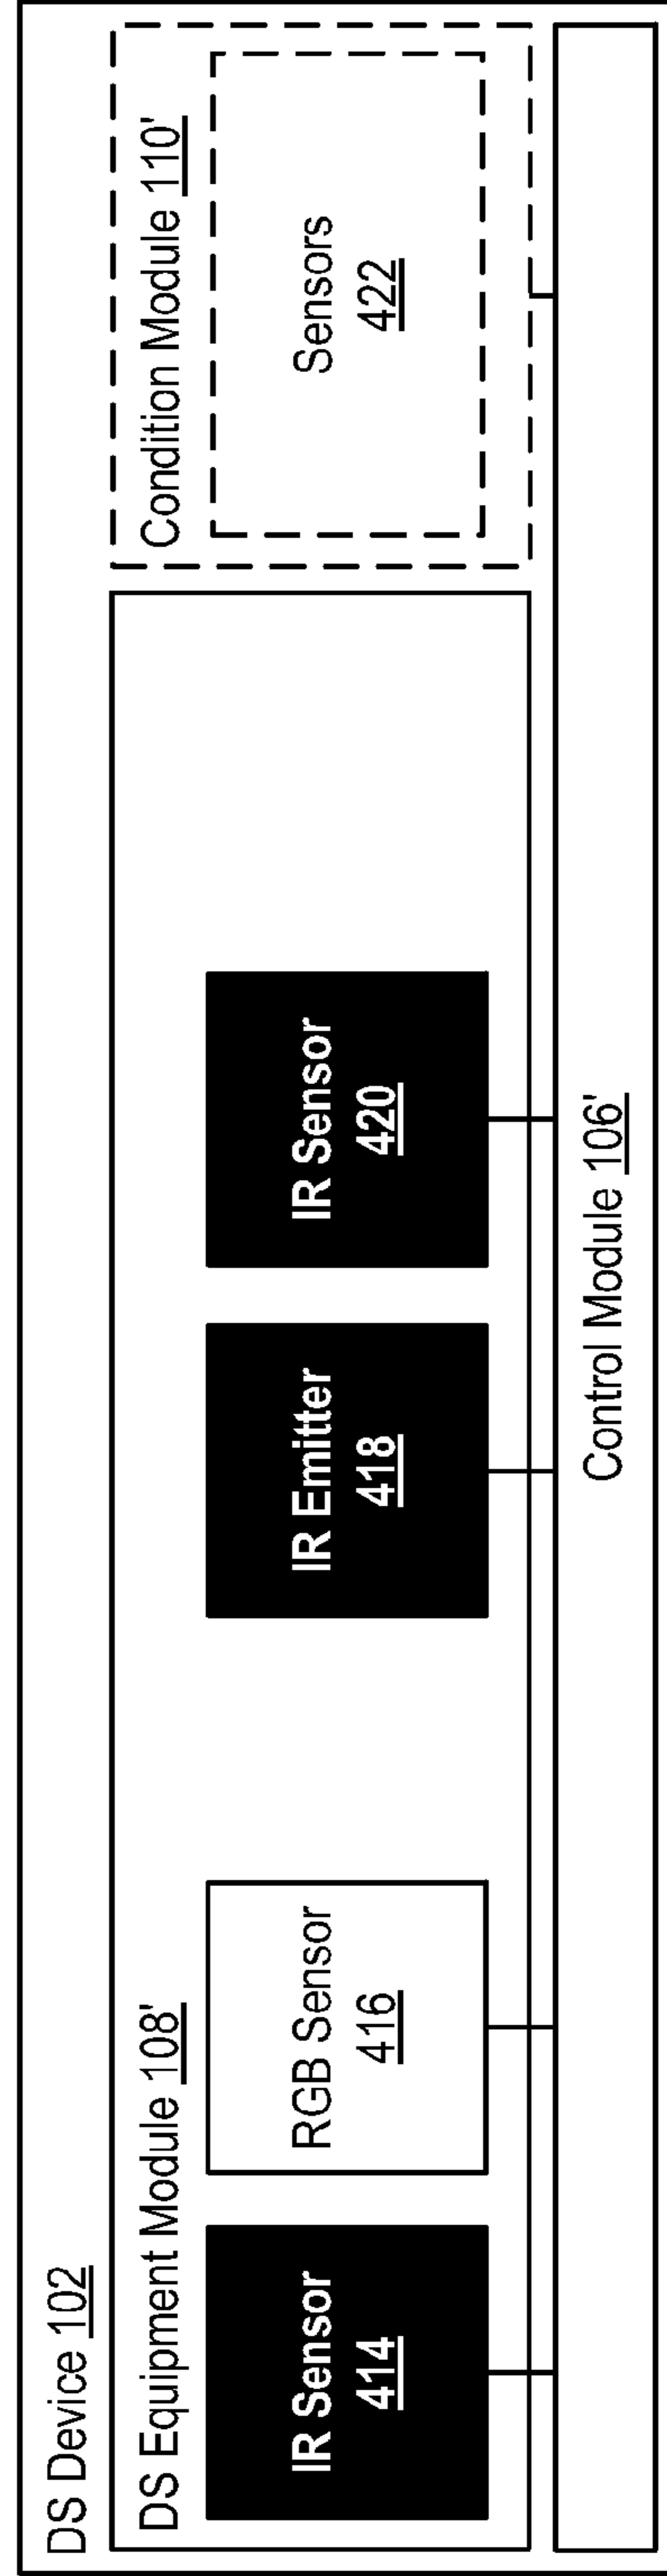 DS Device 102
DS Equipment Module 108'
IR Sensor
414
RGB Sensor
416
IR Emitter
418
IR Sensor
420
Condition Module 110'
Sensors
422
Control Module 106'